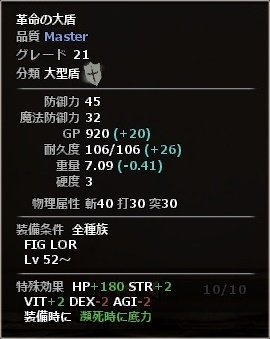 革命の大盾
品質 Master
グレード 21
分類 大型盾
防御力 45
魔法防御力 32
GP 920 (+20)
耐久度 106/106 (+26)
重量 7.09 (-0.41)
硬度 3
物理属性 斬40 打30 突30
装備条件 全種族
FIG LOR
Lv 52～
特殊効果 HP+180 STR+2
VIT+2 DEX-2 AGI-2
装備時に 瀕死時に底力
10/10